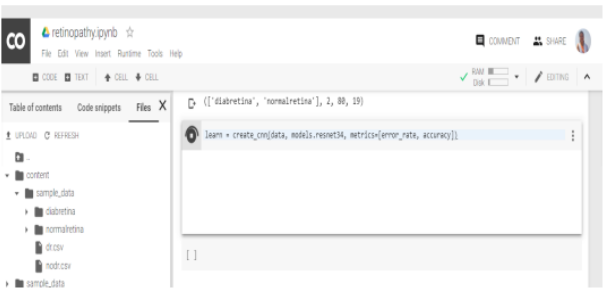 CO
retinopathy.ipynb
File Edit View Insert Runtime Tools Help
COMMENT SHARE
CODE TEXT CELL CELL
RAM
Disk
EDITING
Table of contents Code snippets Files X
UPLOAD REFRESH
..
content
sample_data
diabretina
normalretina
dr.csv
nodr.csv
sample_data
(['diabretina', 'normalretina'], 2, 80, 19)
learn = create_cnn(data, models.resnet34, metrics=[error_rate, accuracy])
[ ]